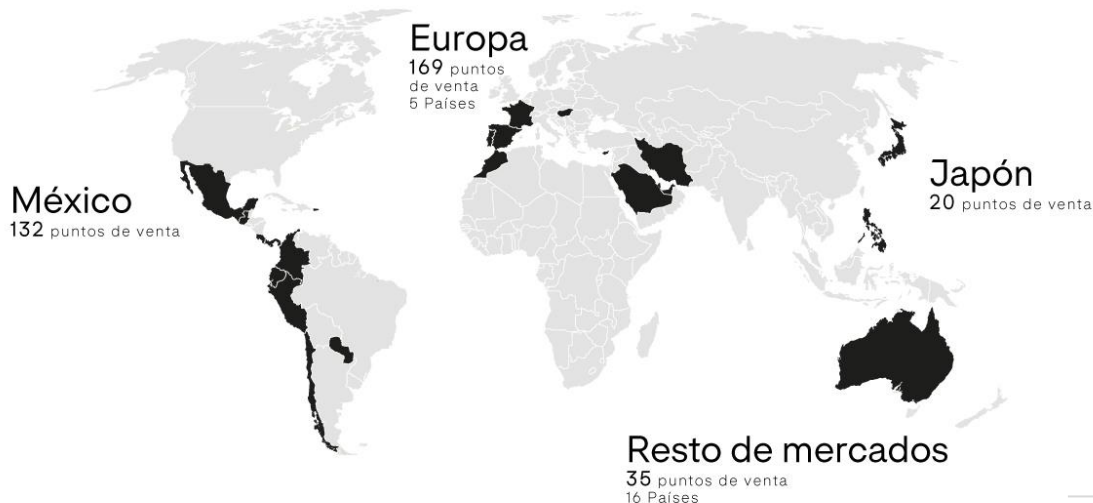 Europa
169 puntos
de venta
5 Países
México
132 puntos de venta
Japón
20 puntos de venta
Resto de mercados
35 puntos de venta
16 Países